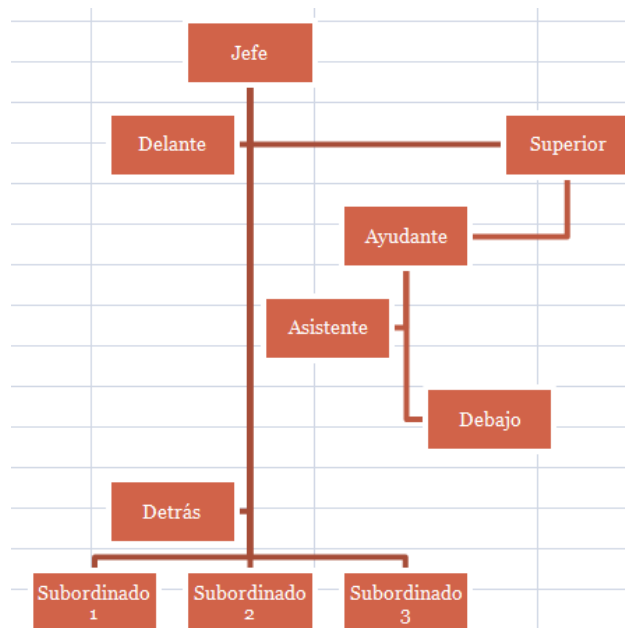 Jefe
Delante
Superior
Ayudante
Asistente
Debajo
Detrás
Subordinado
1
Subordinado
2
Subordinado
3